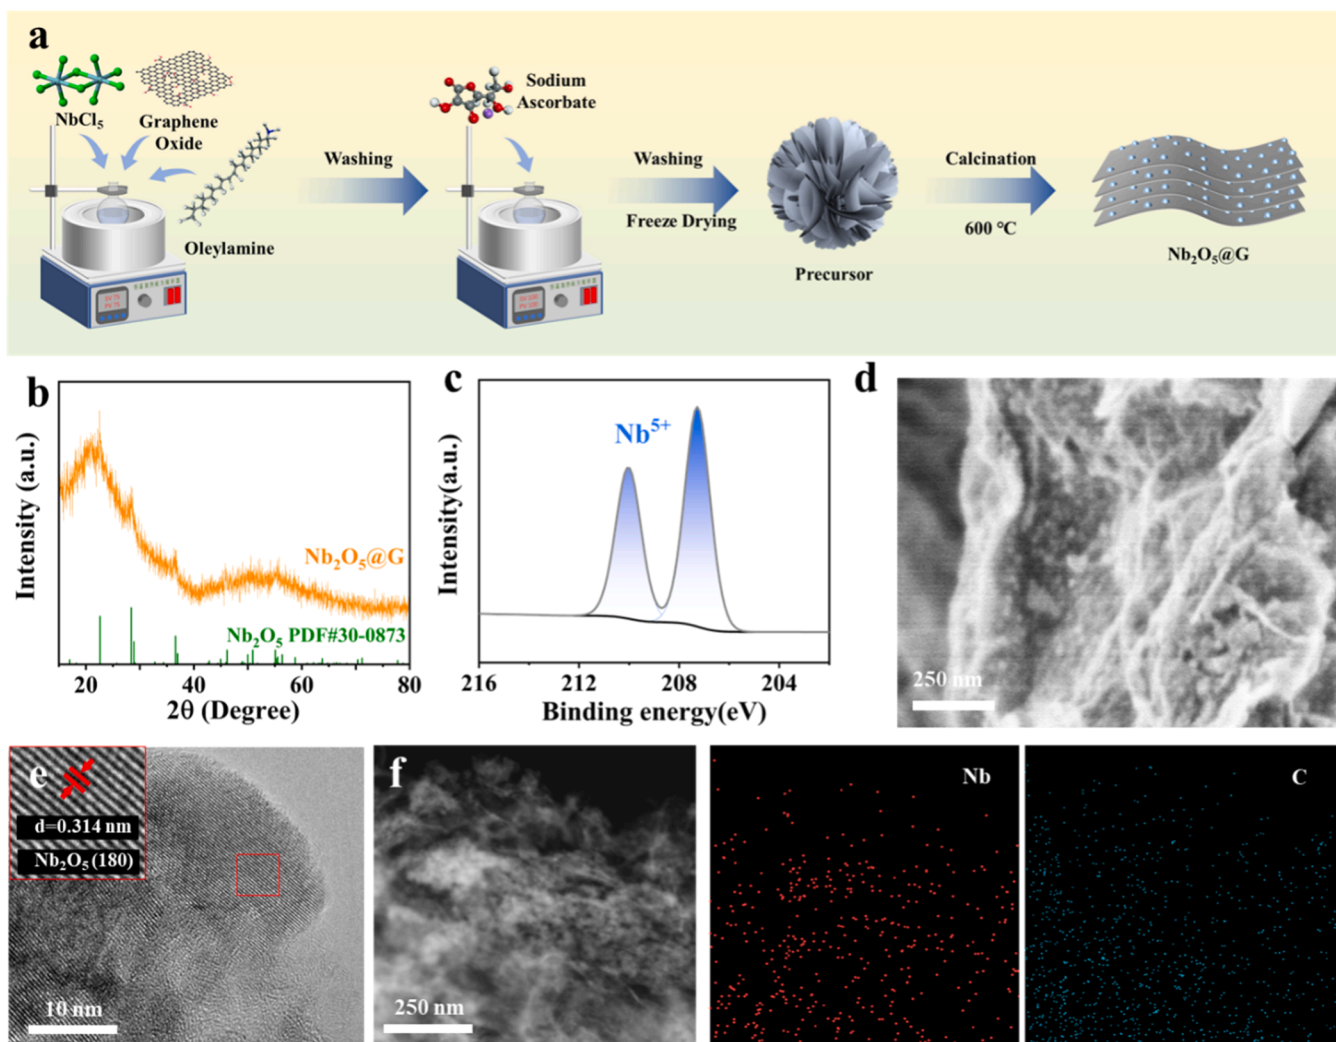 a
NbCl₅
Graphene
Oxide
Oleylamine
Washing
Sodium
Ascorbate
Washing
Freeze Drying
Precursor
Calcination
600 °C
Nb₂O₅@G
b
Intensity (a.u.)
Nb₂O₅@G
Nb₂O₅ PDF#30-0873
20 40 60 80
2θ (Degree)
c
Intensity(a.u.)
Nb⁵⁺
216 212 208 204
Binding energy(eV)
d
250 nm
e
d=0.314 nm
Nb₂O₅ (180)
10 nm
f
250 nm
Nb
C